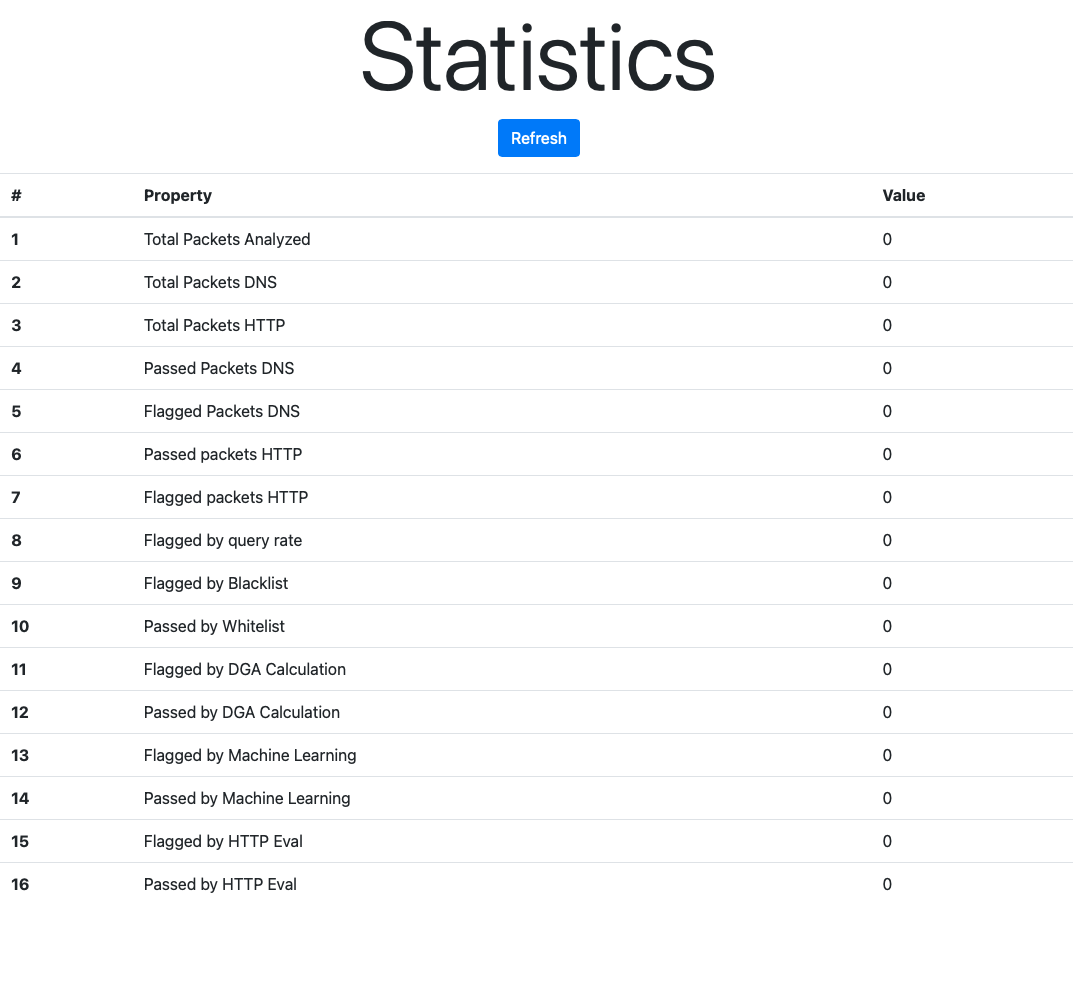 Statistics
Refresh
# Property Value
1 Total Packets Analyzed 0
2 Total Packets DNS 0
3 Total Packets HTTP 0
4 Passed Packets DNS 0
5 Flagged Packets DNS 0
6 Passed packets HTTP 0
7 Flagged packets HTTP 0
8 Flagged by query rate 0
9 Flagged by Blacklist 0
10 Passed by Whitelist 0
11 Flagged by DGA Calculation 0
12 Passed by DGA Calculation 0
13 Flagged by Machine Learning 0
14 Passed by Machine Learning 0
15 Flagged by HTTP Eval 0
16 Passed by HTTP Eval 0